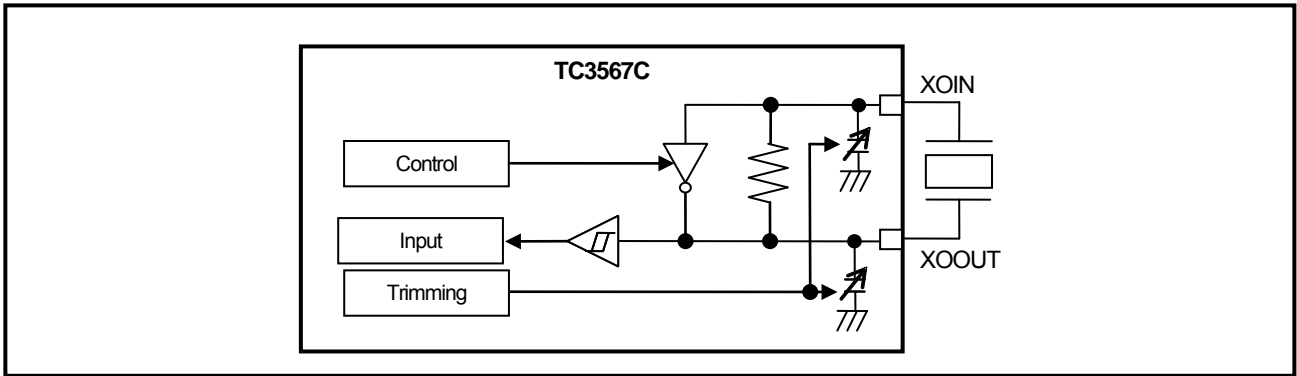 TC3567C
XOIN
Control
Input
XOOUT
Trimming